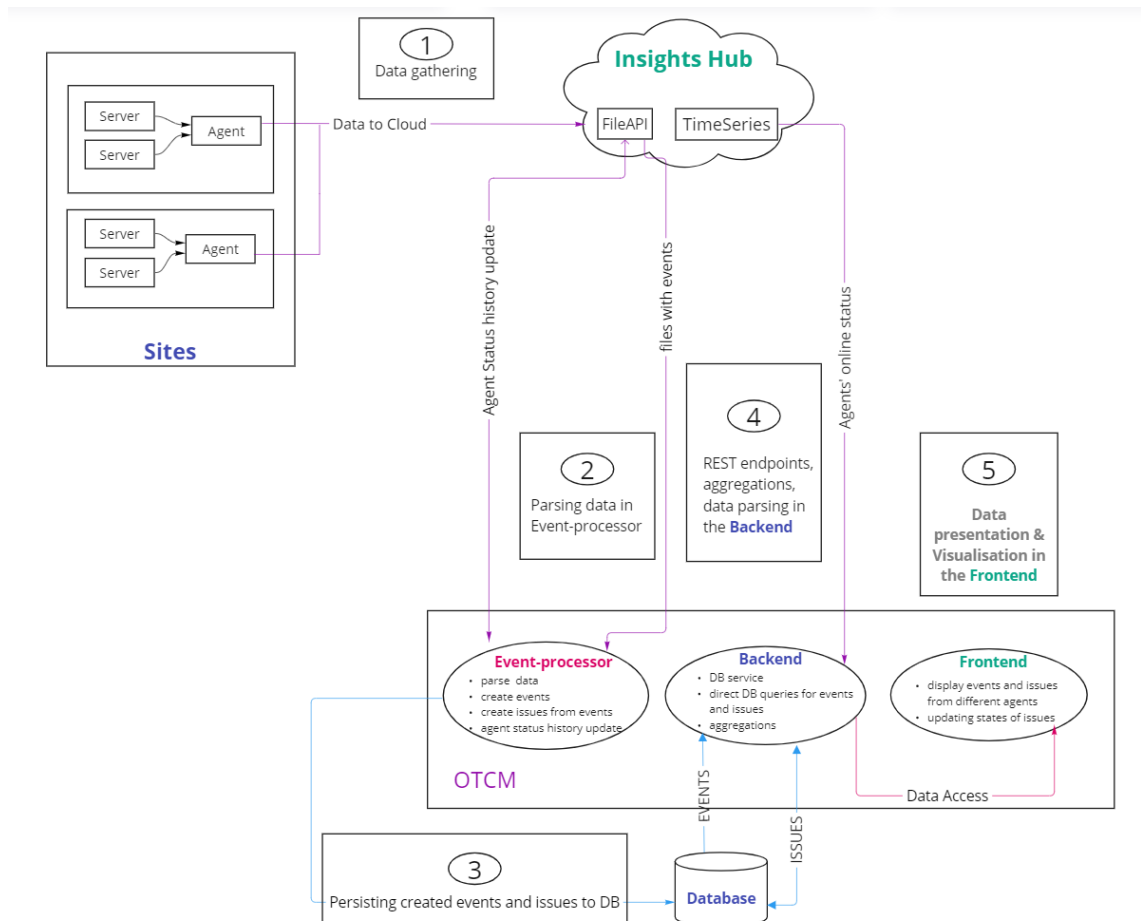 1
Data gathering
Insights Hub
FileAPI
TimeSeries
Server
Server
Agent
Data to Cloud
Server
Server
Agent
Sites
Agent Status history update
files with events
Agents' online status
2
Parsing data in
Event-processor
4
REST endpoints,
aggregations,
data parsing in
the Backend
5
Data
presentation &
Visualisation in
the Frontend
Event-processor
• parse data
• create events
• create issues from events
• agent status history update
Backend
• DB service
• direct DB queries for events
and issues
• aggregations
Frontend
• display events and issues
from different agents
• updating states of issues
OTCM
Data Access
EVENTS
ISSUES
3
Persisting created events and issues to DB
Database